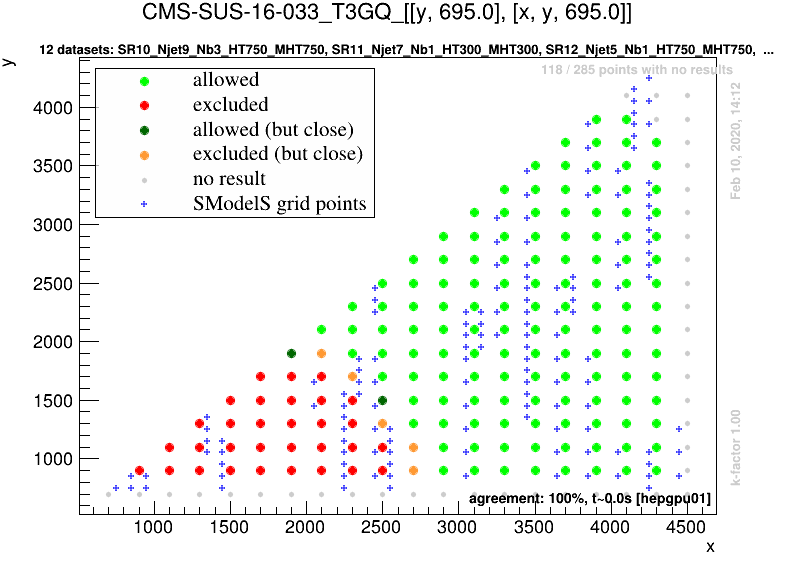 CMS-SUS-16-033_T3GQ_[[y, 695.0], [x, y, 695.0]]
12 datasets: SR10_Njet9_Nb3_HT750_MHT750, SR11_Njet7_Nb1_HT300_MHT300, SR12_Njet5_Nb1_HT750_MHT750, ...
y
118 / 285 points with no results
allowed
excluded
allowed (but close)
excluded (but close)
no result
SModelS grid points
4000
3500
3000
2500
2000
1500
1000
Feb 10, 2020, 14:12
k-factor 1.00
agreement: 100%, t~0.0s [hepgpu01]
1000 1500 2000 2500 3000 3500 4000 4500
x